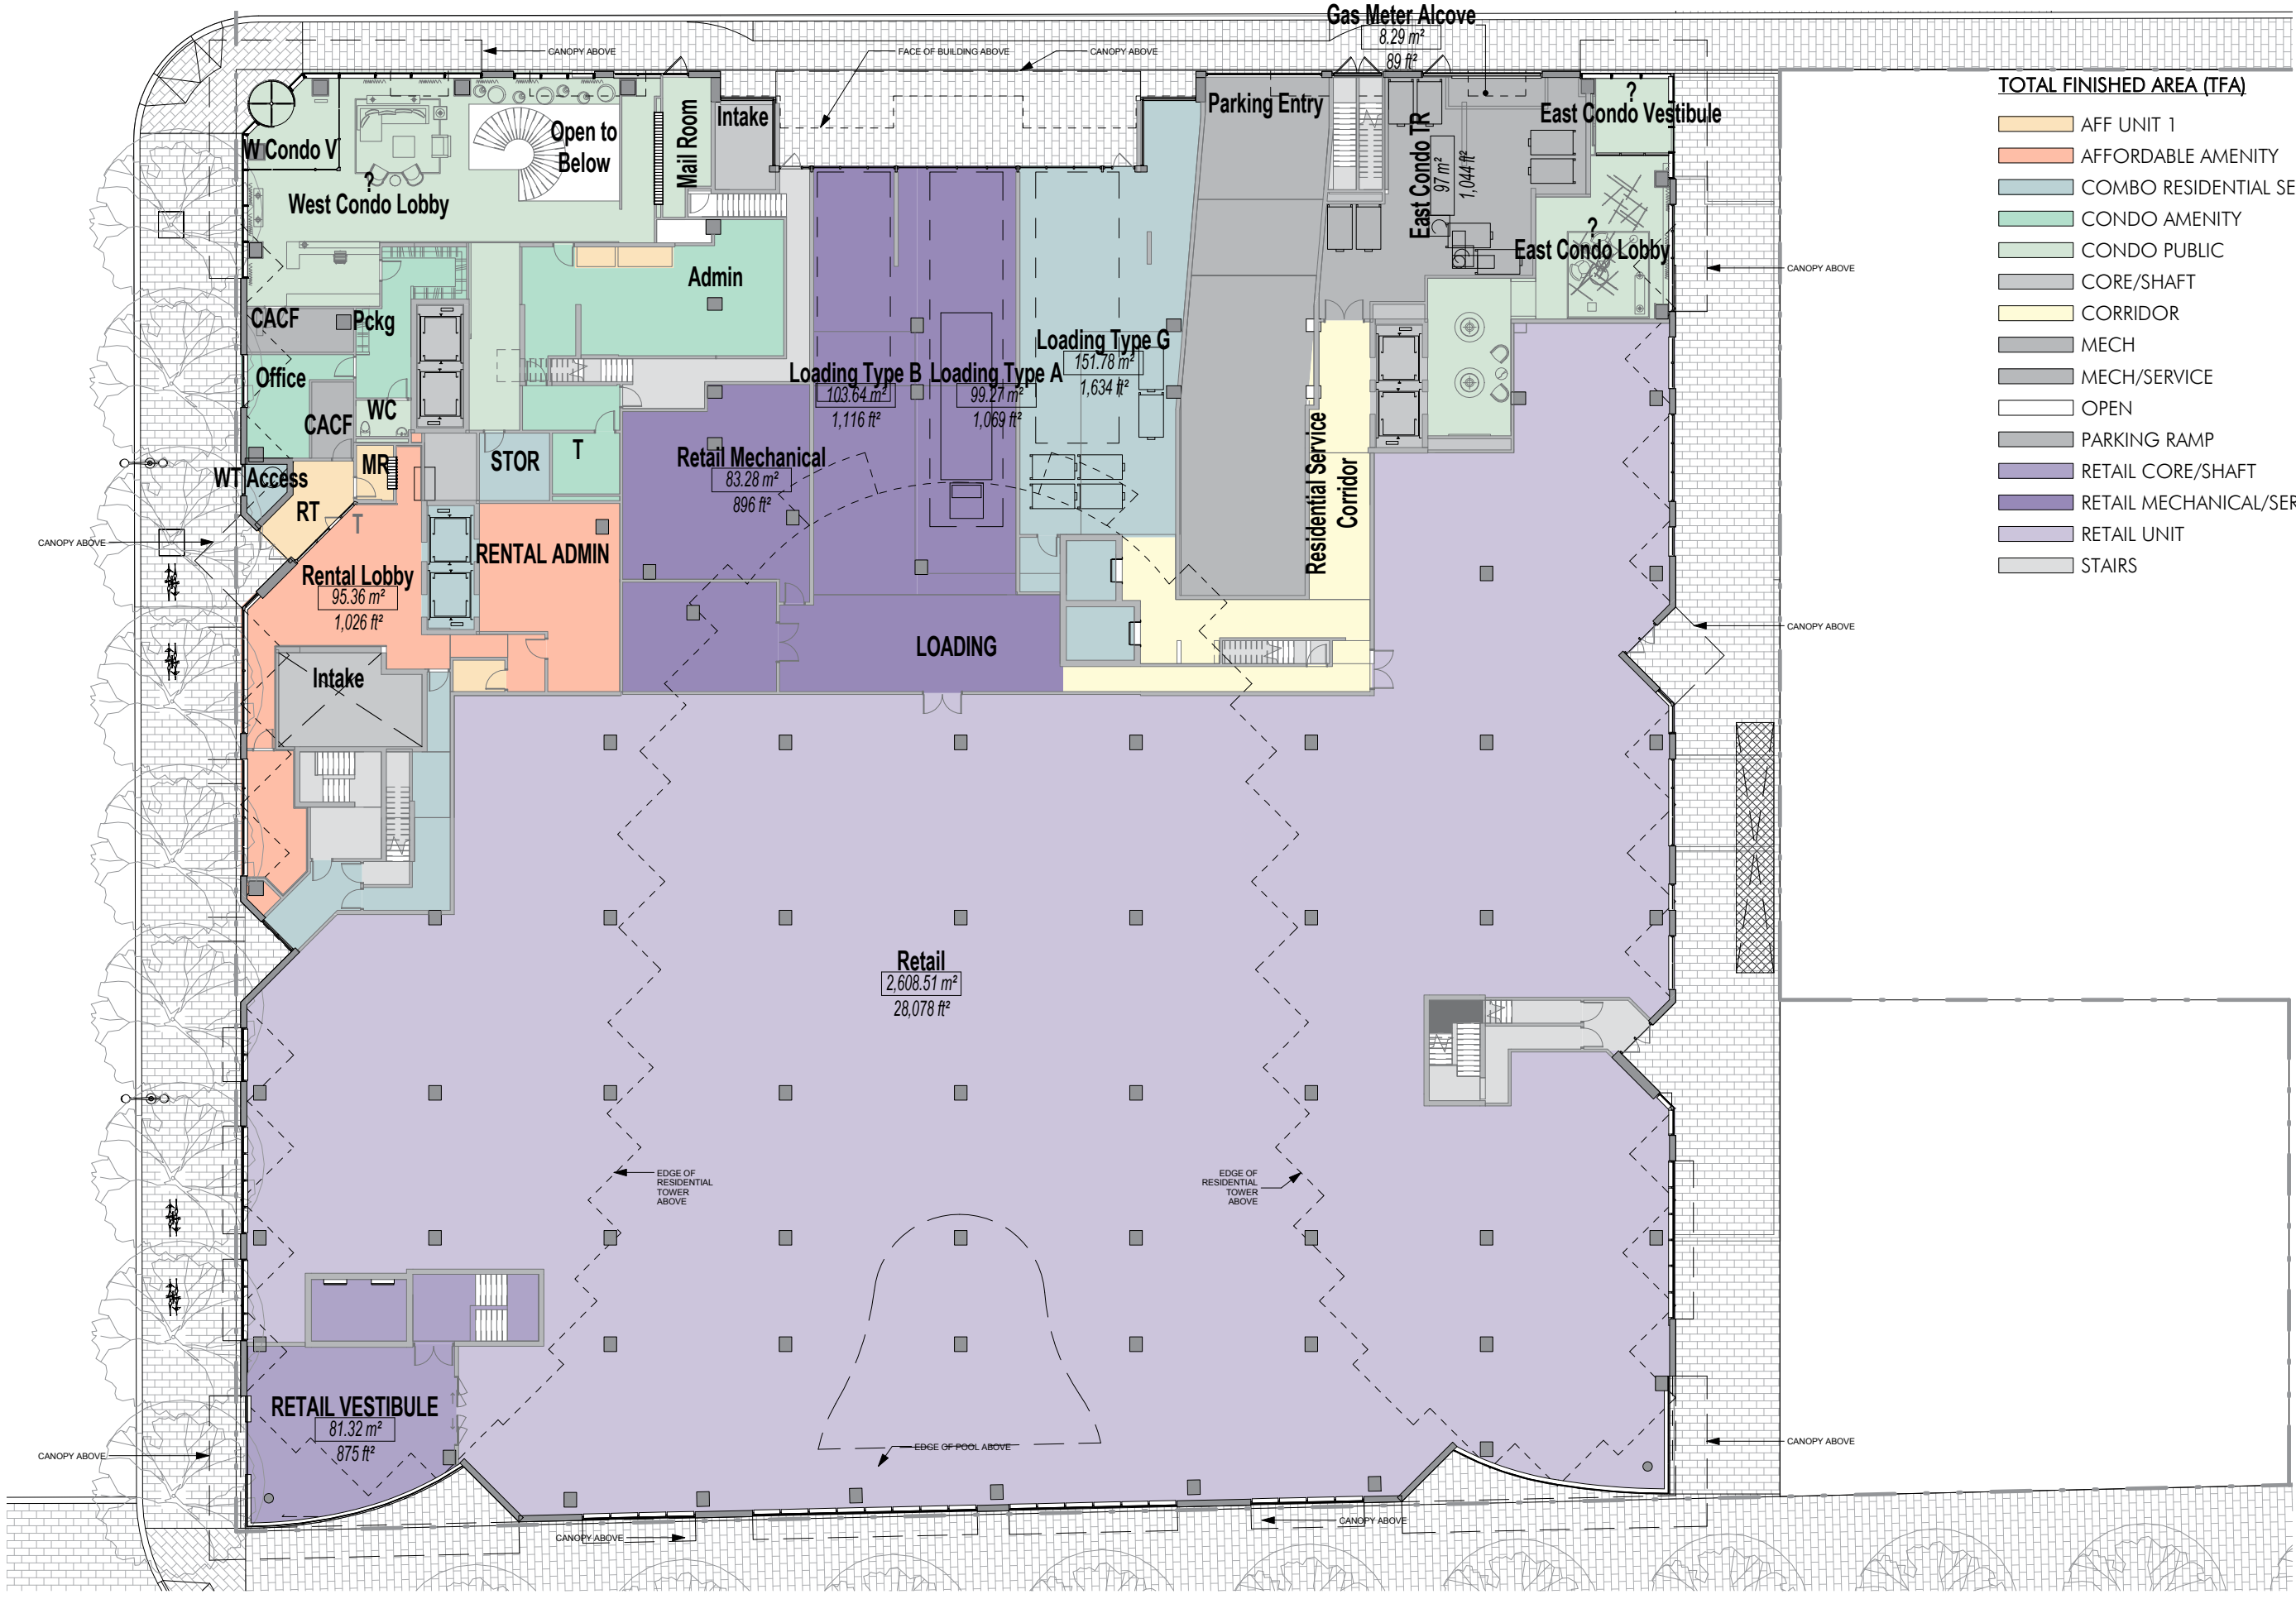 Gas Meter Alcove
8.29 m²
89 ft²
CANOPY ABOVE
FACE OF BUILDING ABOVE
CANOPY ABOVE
TOTAL FINISHED AREA (TFA)
AFF UNIT 1
AFFORDABLE AMENITY
COMBO RESIDENTIAL SE
CONDO AMENITY
CONDO PUBLIC
CORE/SHAFT
CORRIDOR
MECH
MECH/SERVICE
OPEN
PARKING RAMP
RETAIL CORE/SHAFT
RETAIL MECHANICAL/SER
RETAIL UNIT
STAIRS
W Condo V
?
West Condo Lobby
Open to
Below
Mail Room
Intake
Parking Entry
East Condo TR
97 m²
1,044 ft²
?
East Condo Vestibule
?
East Condo Lobby
CANOPY ABOVE
Admin
CACF
Pckg
Office
CACF
WC
Loading Type B
103.64 m²
1,116 ft²
Loading Type A
99.27 m²
1,069 ft²
Loading Type G
151.78 m²
1,634 ft²
Residential Service
Corridor
WT Access
MR
STOR
T
RT
T
Retail Mechanical
83.28 m²
896 ft²
CANOPY ABOVE
RENTAL ADMIN
Rental Lobby
95.36 m²
1,026 ft²
LOADING
CANOPY ABOVE
Intake
Retail
2,608.51 m²
28,078 ft²
EDGE OF
RESIDENTIAL
TOWER
ABOVE
EDGE OF
RESIDENTIAL
TOWER
ABOVE
RETAIL VESTIBULE
81.32 m²
875 ft²
CANOPY ABOVE
EDGE OF POOL ABOVE
CANOPY ABOVE
CANOPY ABOVE
CANOPY ABOVE